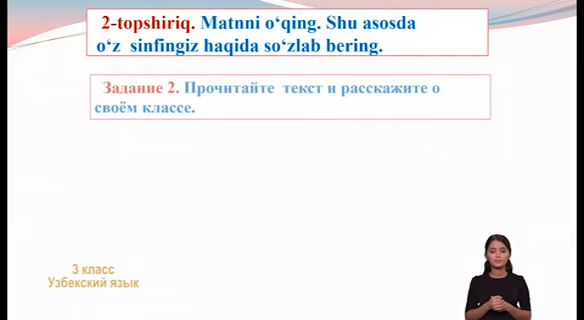 2-topshiriq. Matnni o‘qing. Shu asosda
o‘z sinfingiz haqida so‘zlab bering.
Задание 2. Прочитайте текст и расскажите о
своём классе.
3 класс
Узбекский язык